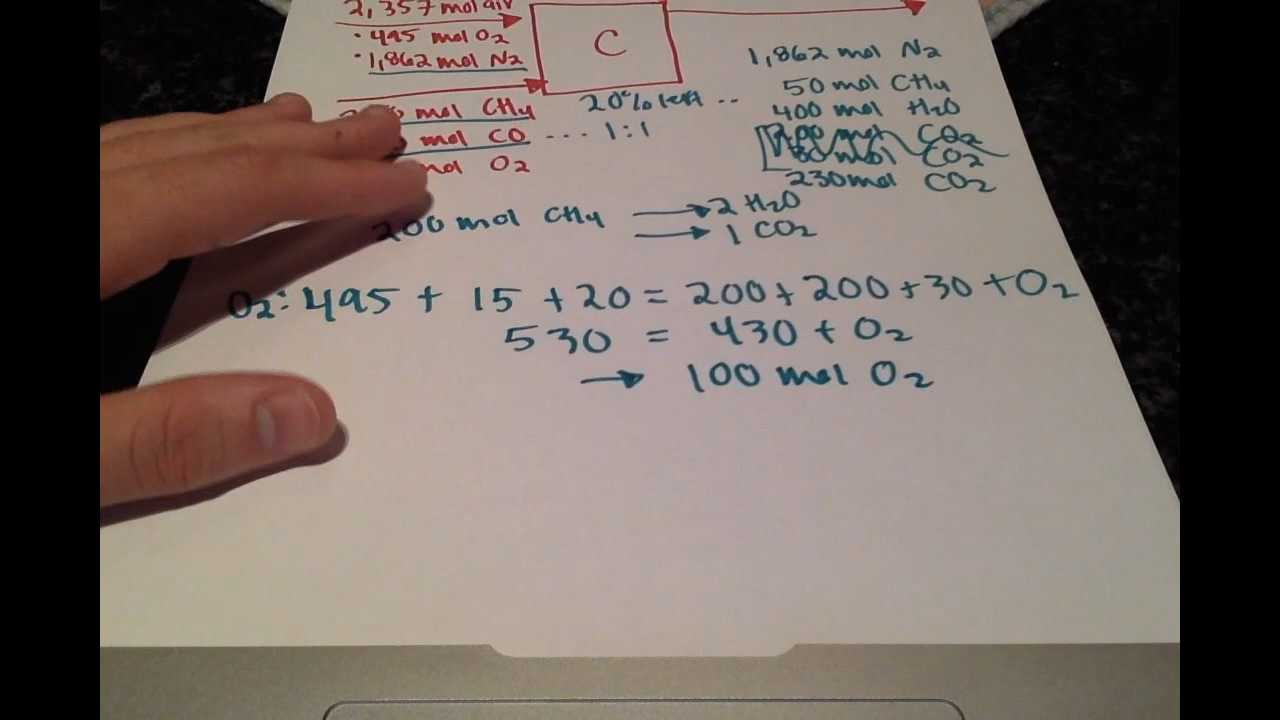 2,357 mol air
· 495 mol O2
· 1,862 mol N2
C
mol CH4
20% left ..
mol CO ... 1:1
mol O2
1,862 mol N2
50 mol CH4
400 mol H2O
CO2
mol CO2
230 mol CO2
200 mol CH4 → 2 H2O
→ 1 CO2
O2: 495 + 15 + 20 = 200 + 200 + 30 + O2
530 = 430 + O2
→ 100 mol O2